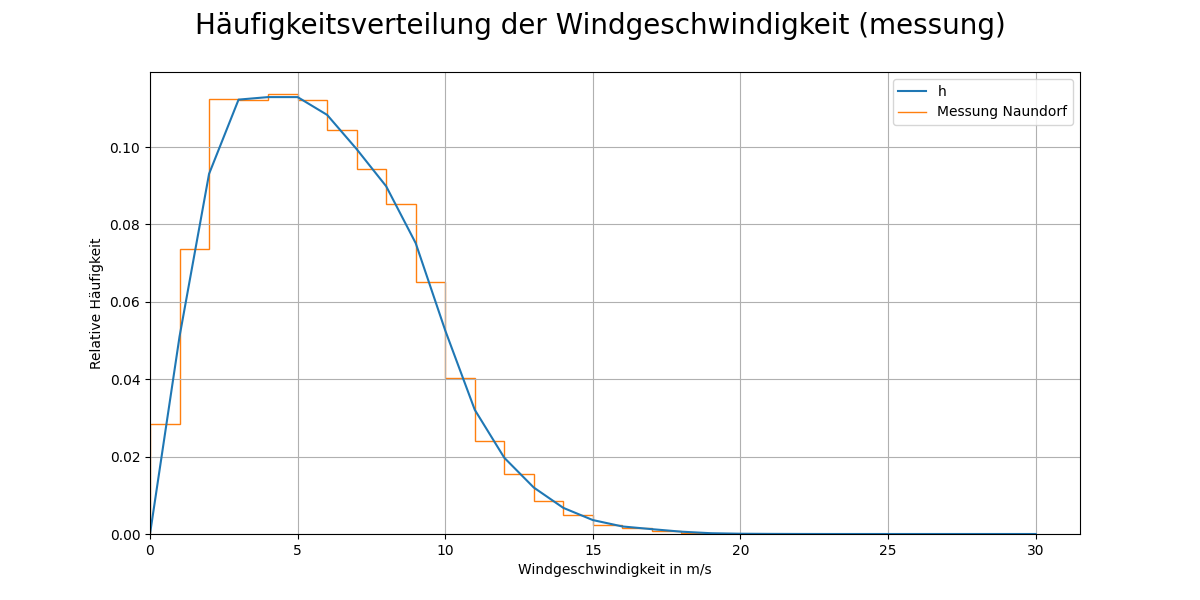 Häufigkeitsverteilung der Windgeschwindigkeit (messung)
h
Messung Naundorf
Relative Häufigkeit
0.10
0.08
0.06
0.04
0.02
0.00
0 5 10 15 20 25 30
Windgeschwindigkeit in m/s